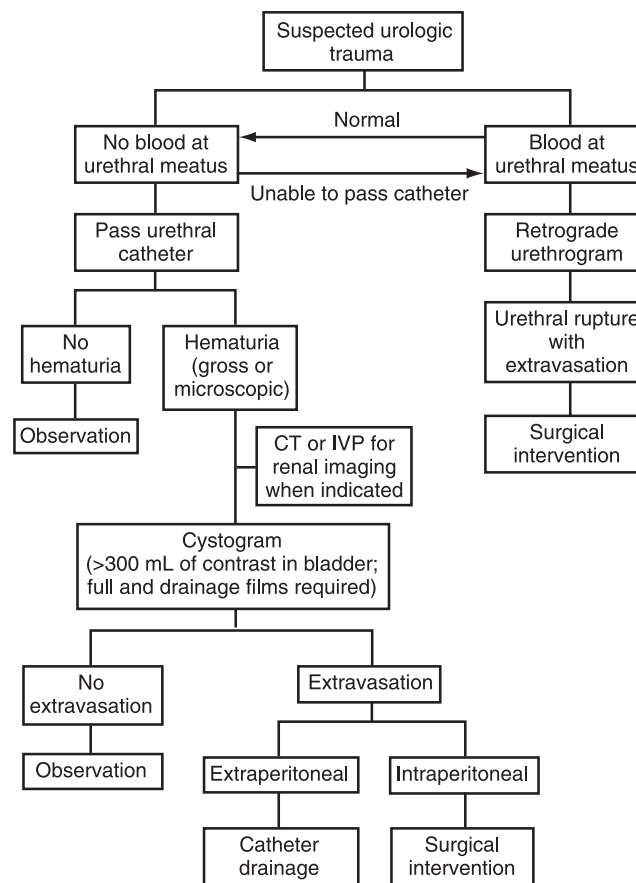 Suspected urologic
trauma
Normal
No blood at
urethral meatus
Blood at
urethral meatus
Unable to pass catheter
Pass urethral
catheter
Retrograde
urethrogram
No
hematuria
Hematuria
(gross or
microscopic)
Urethral rupture
with
extravasation
Observation
Surgical
intervention
CT or IVP for
renal imaging
when indicated
Cystogram
(>300 mL of contrast in bladder;
full and drainage films required)
No
extravasation
Extravasation
Observation
Extraperitoneal
Intraperitoneal
Catheter
drainage
Surgical
intervention